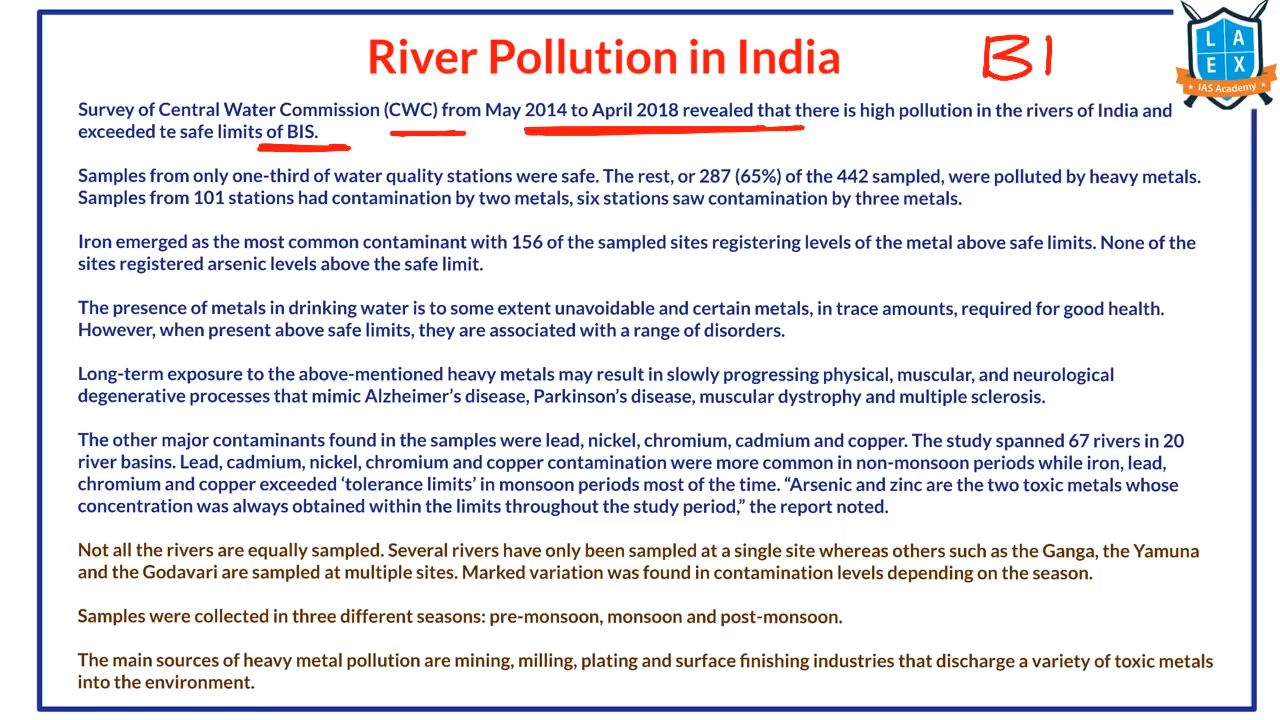 River Pollution in India
BI
L A
E X
IAS Academy
Survey of Central Water Commission (CWC) from May 2014 to April 2018 revealed that there is high pollution in the rivers of India and
exceeded te safe limits of BIS.
Samples from only one-third of water quality stations were safe. The rest, or 287 (65%) of the 442 sampled, were polluted by heavy metals.
Samples from 101 stations had contamination by two metals, six stations saw contamination by three metals.
Iron emerged as the most common contaminant with 156 of the sampled sites registering levels of the metal above safe limits. None of the
sites registered arsenic levels above the safe limit.
The presence of metals in drinking water is to some extent unavoidable and certain metals, in trace amounts, required for good health.
However, when present above safe limits, they are associated with a range of disorders.
Long-term exposure to the above-mentioned heavy metals may result in slowly progressing physical, muscular, and neurological
degenerative processes that mimic Alzheimer’s disease, Parkinson’s disease, muscular dystrophy and multiple sclerosis.
The other major contaminants found in the samples were lead, nickel, chromium, cadmium and copper. The study spanned 67 rivers in 20
river basins. Lead, cadmium, nickel, chromium and copper contamination were more common in non-monsoon periods while iron, lead,
chromium and copper exceeded ‘tolerance limits’ in monsoon periods most of the time. “Arsenic and zinc are the two toxic metals whose
concentration was always obtained within the limits throughout the study period,” the report noted.
Not all the rivers are equally sampled. Several rivers have only been sampled at a single site whereas others such as the Ganga, the Yamuna
and the Godavari are sampled at multiple sites. Marked variation was found in contamination levels depending on the season.
Samples were collected in three different seasons: pre-monsoon, monsoon and post-monsoon.
The main sources of heavy metal pollution are mining, milling, plating and surface finishing industries that discharge a variety of toxic metals
into the environment.